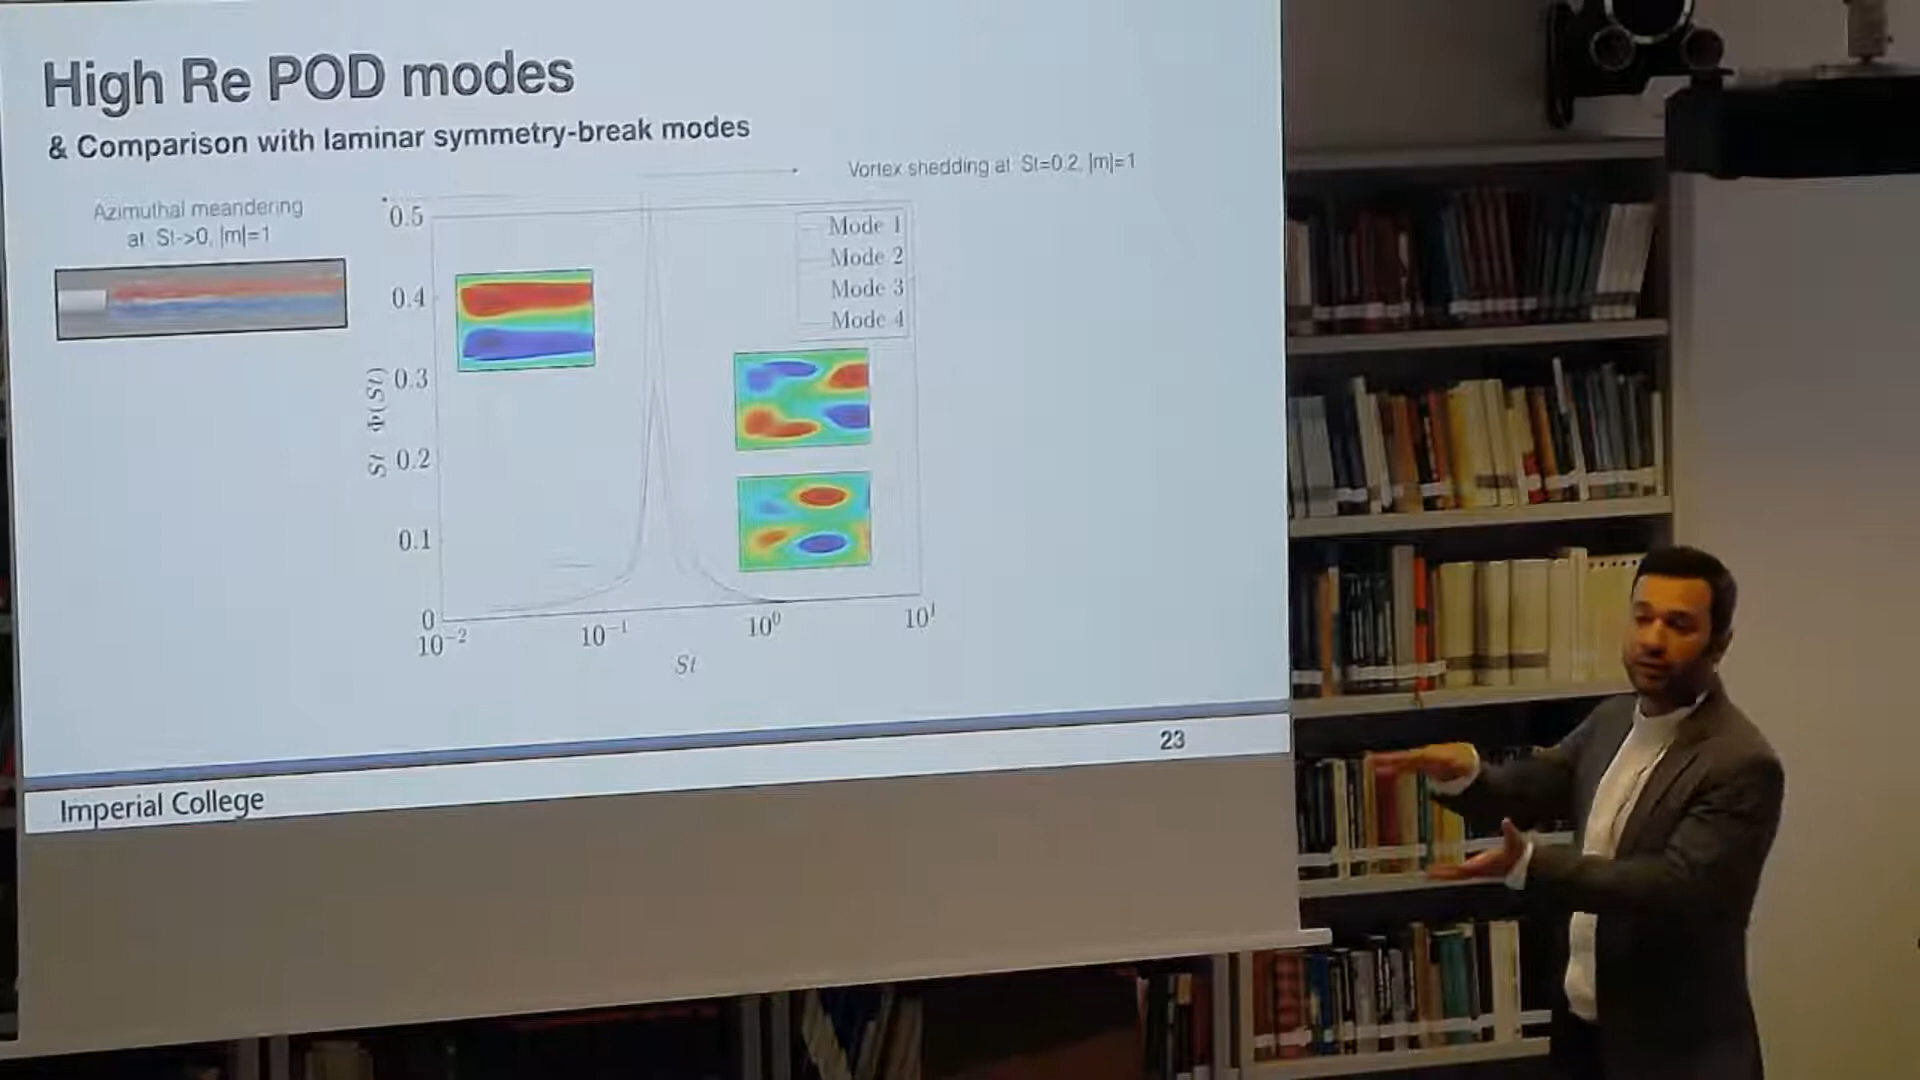 High Re POD modes
& Comparison with laminar symmetry-break modes
Vortex shedding at St=0.2, |m|=1
Azimuthal meandering
at St->0, |m|=1
0.5
0.4
0.3
0.2
0.1
0
St Φ(St)
Mode 1
Mode 2
Mode 3
Mode 4
10⁻²
10⁻¹
10⁰
10¹
St
23
Imperial College